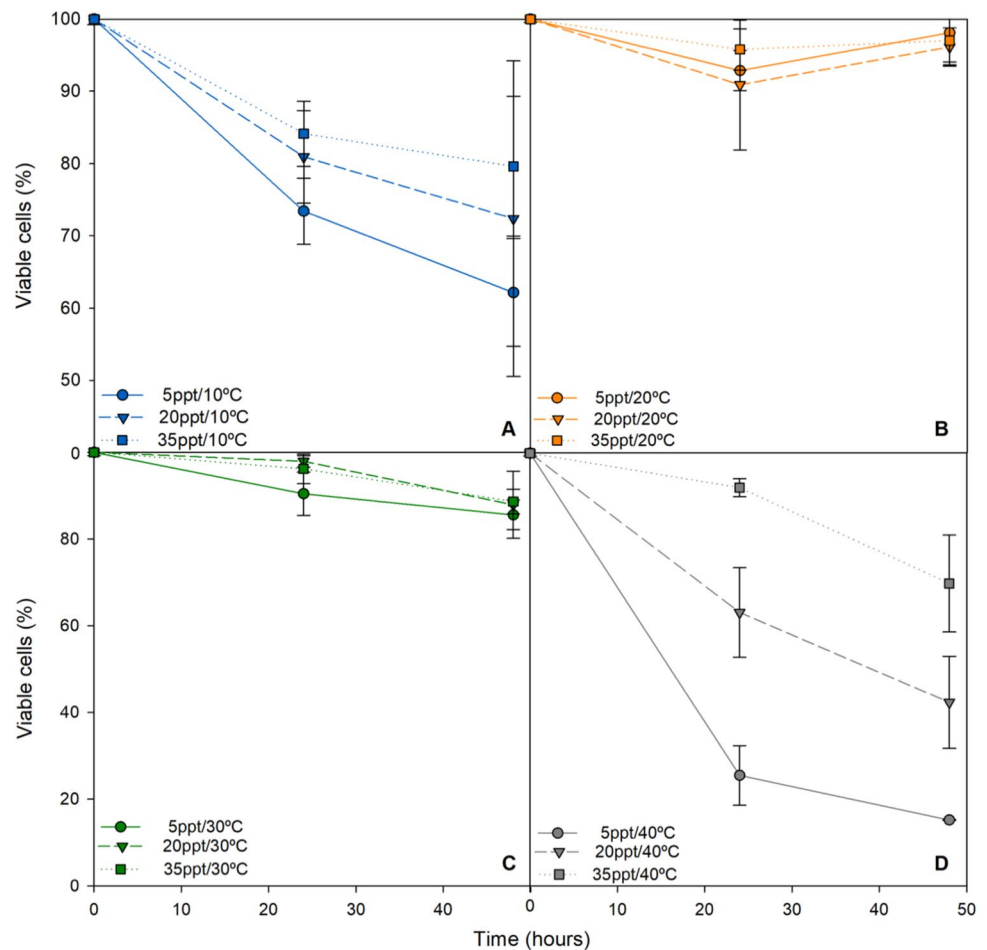 100
90
80
70
60
50
0
Viable cells (%)
5ppt/10ºC
20ppt/10ºC
35ppt/10ºC
A
5ppt/20ºC
20ppt/20ºC
35ppt/20ºC
B
80
60
40
20
0
Viable cells (%)
5ppt/30ºC
20ppt/30ºC
35ppt/30ºC
C
5ppt/40ºC
20ppt/40ºC
35ppt/40ºC
D
0 10 20 30 40 0 10 20 30 40 50
Time (hours)